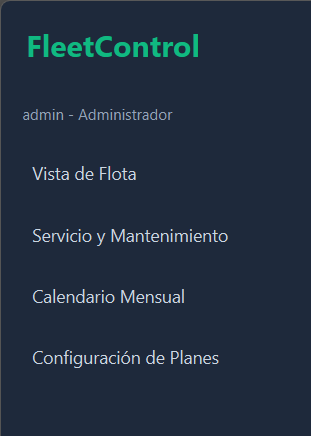 FleetControl
admin - Administrador
Vista de Flota
Servicio y Mantenimiento
Calendario Mensual
Configuración de Planes